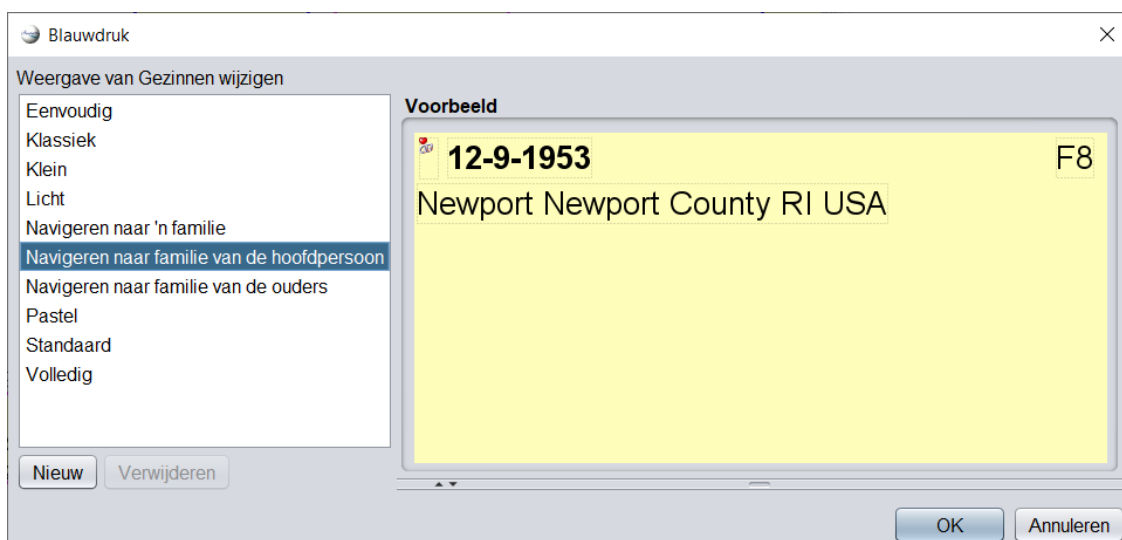 Blauwdruk
Weergave van Gezinnen wijzigen
Eenvoudig
Klassiek
Klein
Licht
Navigeren naar 'n familie
Navigeren naar familie van de hoofdpersoon
Navigeren naar familie van de ouders
Pastel
Standaard
Volledig
Nieuw
Verwijderen
Voorbeeld
12-9-1953 F8
Newport Newport County RI USA
OK
Annuleren